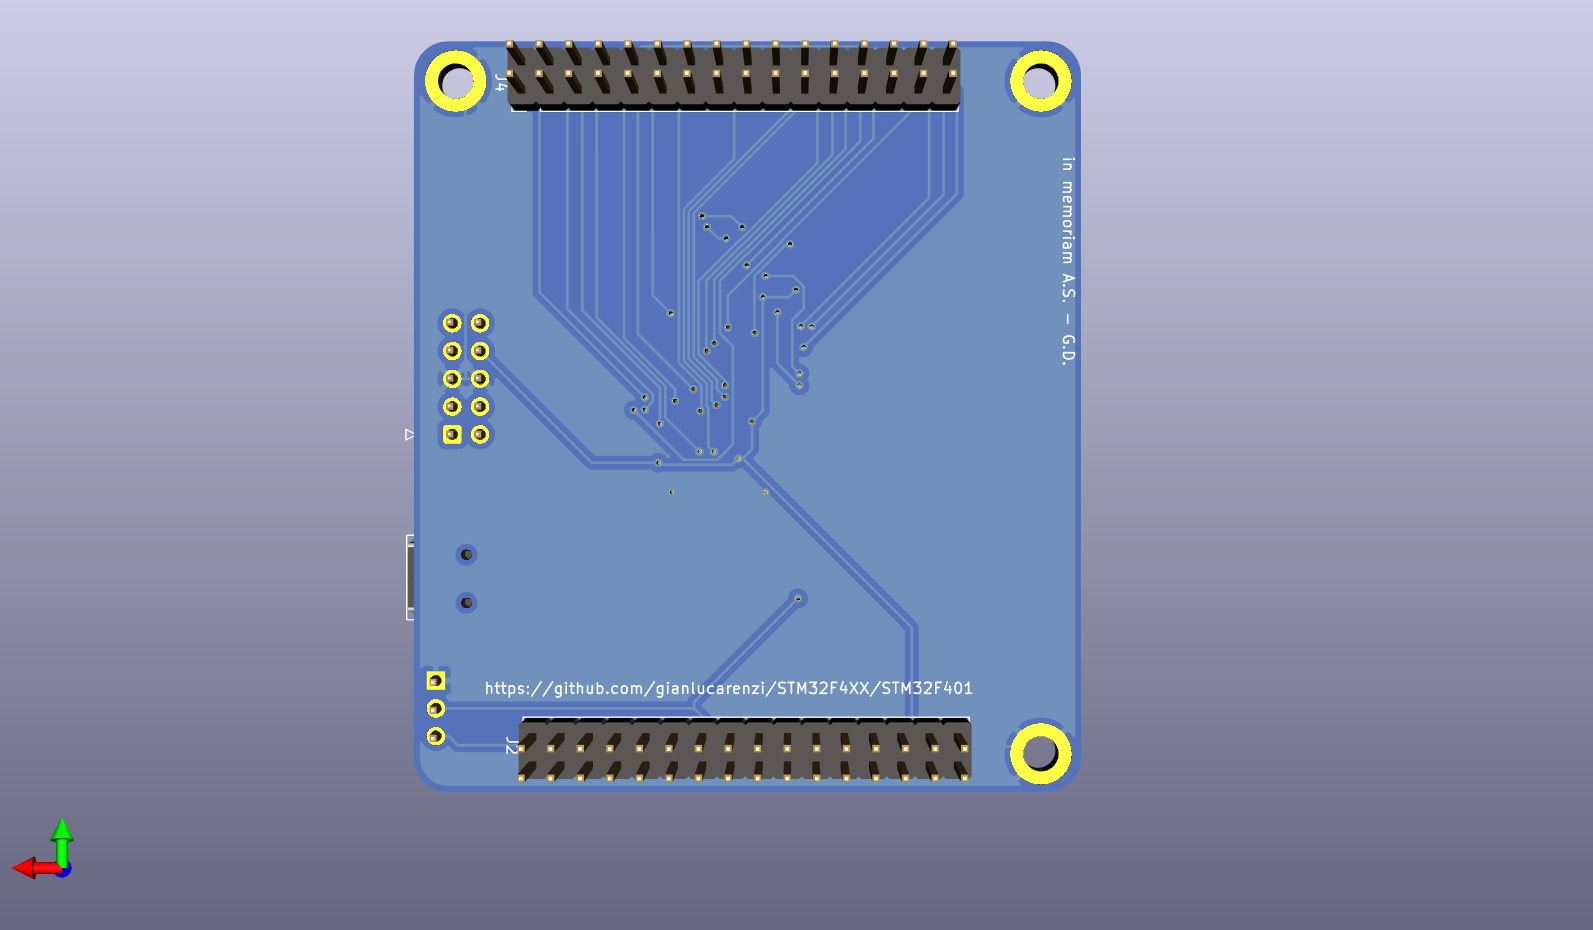 J4
in memoriam A.S. – G.D.
https://github.com/gianlucarenzi/STM32F4XX/STM32F401
J2